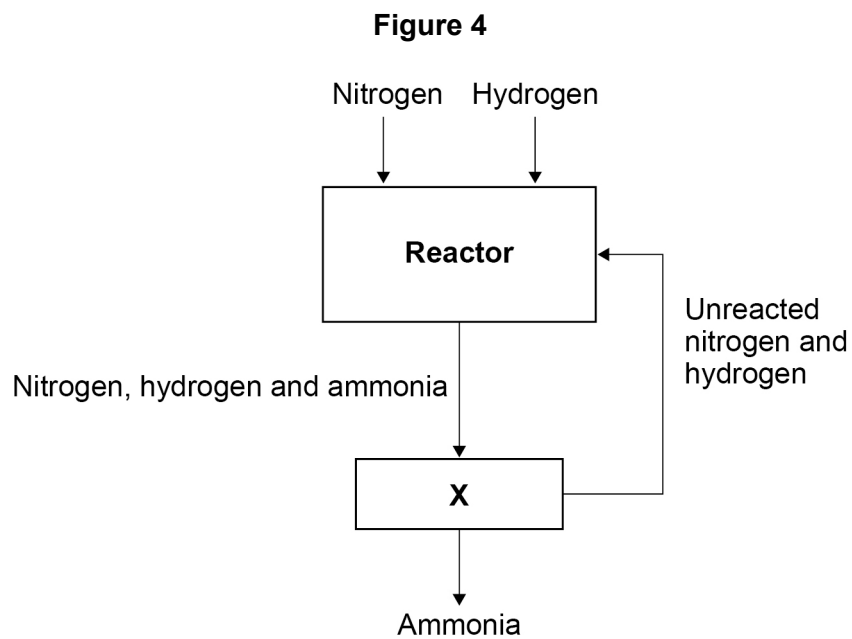 Figure 4
Nitrogen Hydrogen
Reactor
Unreacted
nitrogen and
hydrogen
Nitrogen, hydrogen and ammonia
X
Ammonia